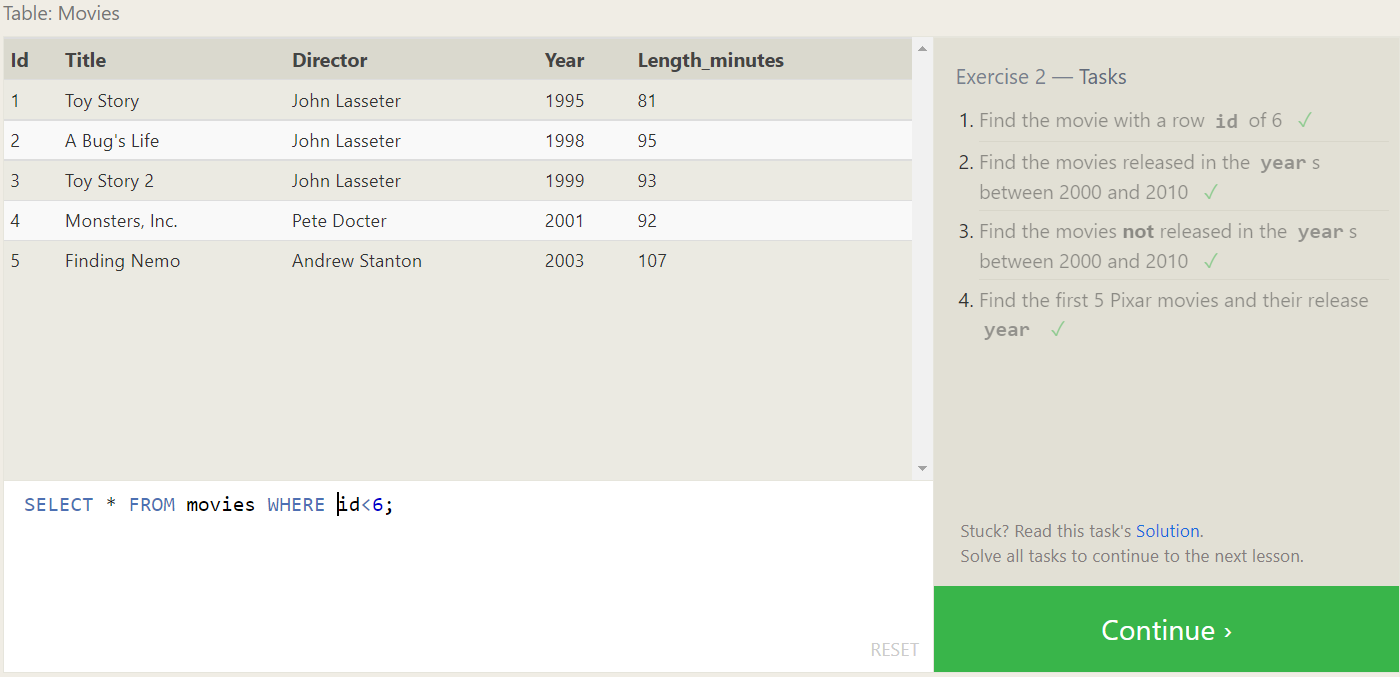 Table: Movies
Id Title Director Year Length_minutes
1 Toy Story John Lasseter 1995 81
2 A Bug's Life John Lasseter 1998 95
3 Toy Story 2 John Lasseter 1999 93
4 Monsters, Inc. Pete Docter 2001 92
5 Finding Nemo Andrew Stanton 2003 107
SELECT * FROM movies WHERE id<6;
RESET
Exercise 2 — Tasks
1. Find the movie with a row id of 6 ✓
2. Find the movies released in the year s
between 2000 and 2010 ✓
3. Find the movies not released in the year s
between 2000 and 2010 ✓
4. Find the first 5 Pixar movies and their release
year ✓
Stuck? Read this task's Solution.
Solve all tasks to continue to the next lesson.
Continue ›